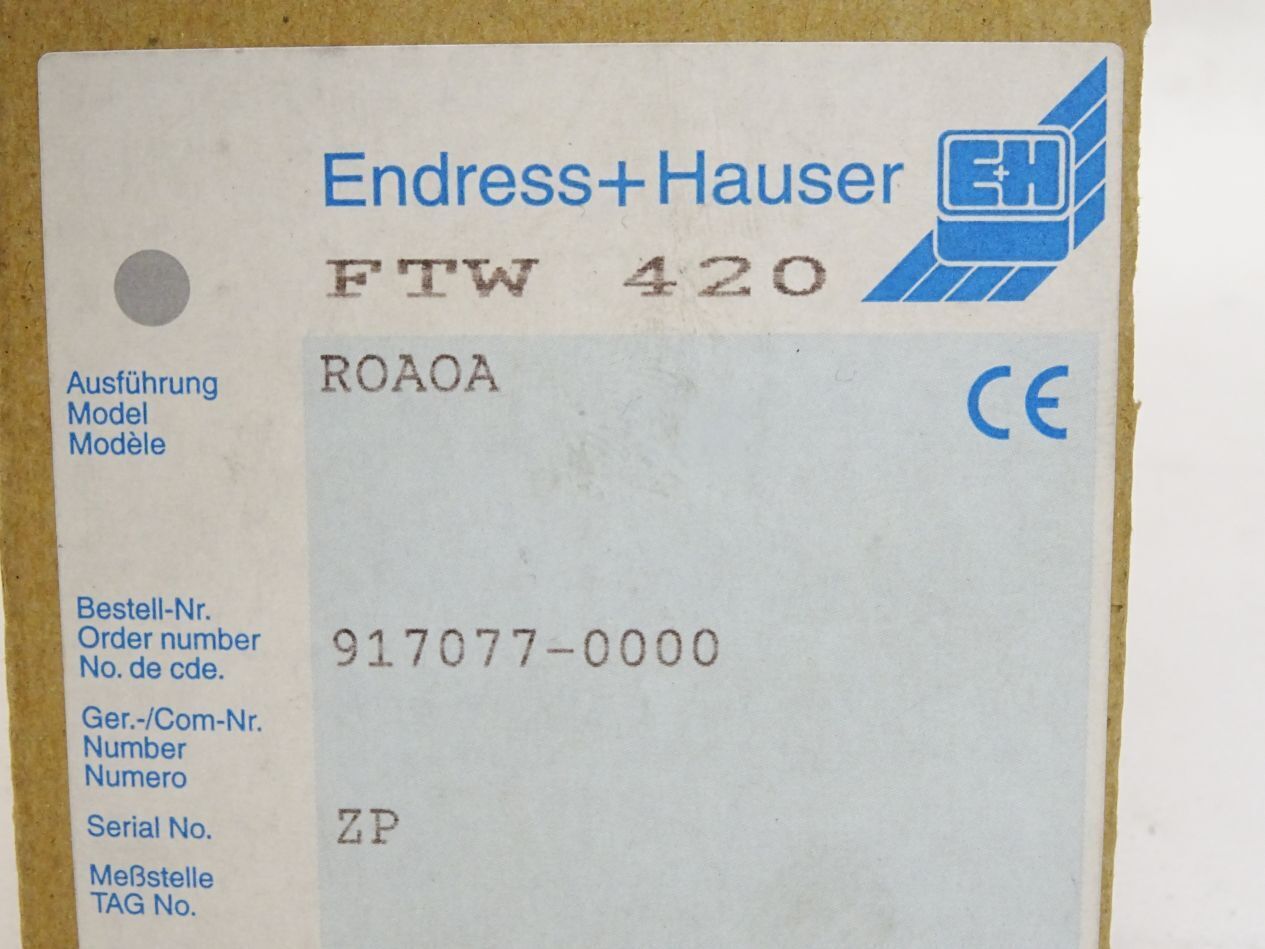 Endress+Hauser
E+H
FTW 420
Ausführung
Model
Modèle
R0A0A
CE
Bestell-Nr.
Order number
No. de cde.
917077-0000
Ger.-/Com-Nr.
Number
Numero
Serial No.
ZP
Meßstelle
TAG No.